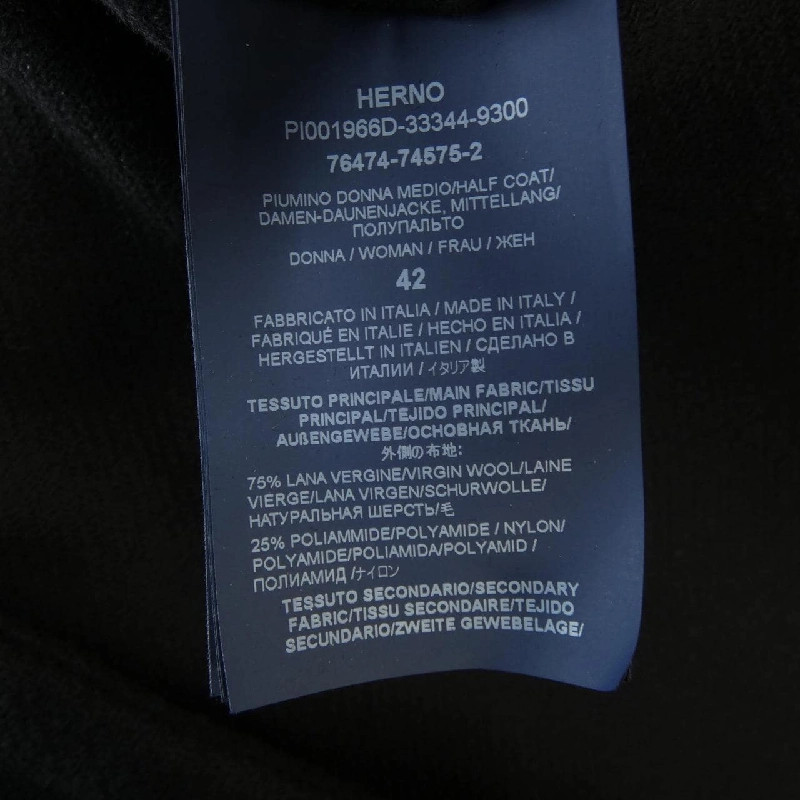 HERNO
PI001966D-33344-9300
76474-74575-2
PIUMINO DONNA MEDIO/HALF COAT/
DAMEN-DAUNENJACKE, MITTELLANG/
ПОЛУПАЛЬТО
DONNA / WOMAN / FRAU / ЖЕН
42
FABBRICATO IN ITALIA / MADE IN ITALY /
FABRIQUÉ EN ITALIE / HECHO EN ITALIA /
HERGESTELLT IN ITALIEN / СДЕЛАНО В
ИТАЛИИ / イタリア製
TESSUTO PRINCIPALE/MAIN FABRIC/TISSU
PRINCIPAL/TEJIDO PRINCIPAL/
AUßENGEWEBE/ОСНОВНАЯ ТКАНЬ/
外側の布地:
75% LANA VERGINE/VIRGIN WOOL/LAINE
VIERGE/LANA VIRGEN/SCHURWOLLE/
НАТУРАЛЬНАЯ ШЕРСТЬ/毛
25% POLIAMMIDE/POLYAMIDE / NYLON/
POLYAMIDE/POLIAMIDA/POLYAMID /
ПОЛИАМИД /ナイロン
TESSUTO SECONDARIO/SECONDARY
FABRIC/TISSU SECONDAIRE/TEJIDO
SECUNDARIO/ZWEITE GEWEBELAGE/